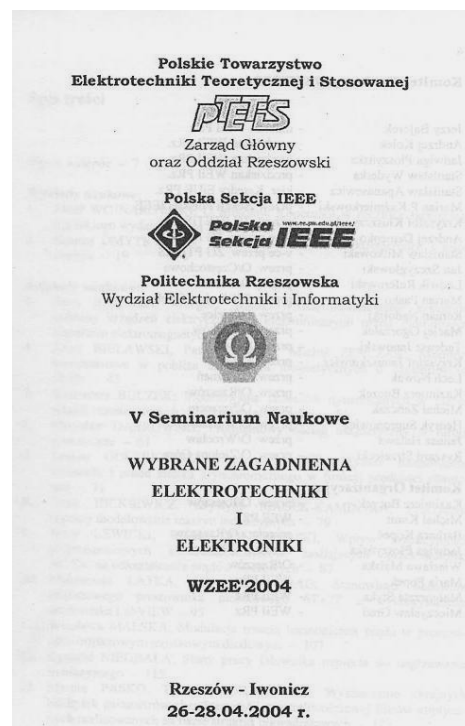 Polskie Towarzystwo
Elektrotechniki Teoretycznej i Stosowanej
PTETiS
Zarząd Główny
oraz Oddział Rzeszowski
Polska Sekcja IEEE
Polska
Sekcja IEEE
Politechnika Rzeszowska
Wydział Elektrotechniki i Informatyki
Ω
V Seminarium Naukowe
WYBRANE ZAGADNIENIA
ELEKTROTECHNIKI
I
ELEKTRONIKI
WZEE'2004
Rzeszów - Iwonicz
26-28.04.2004 r.